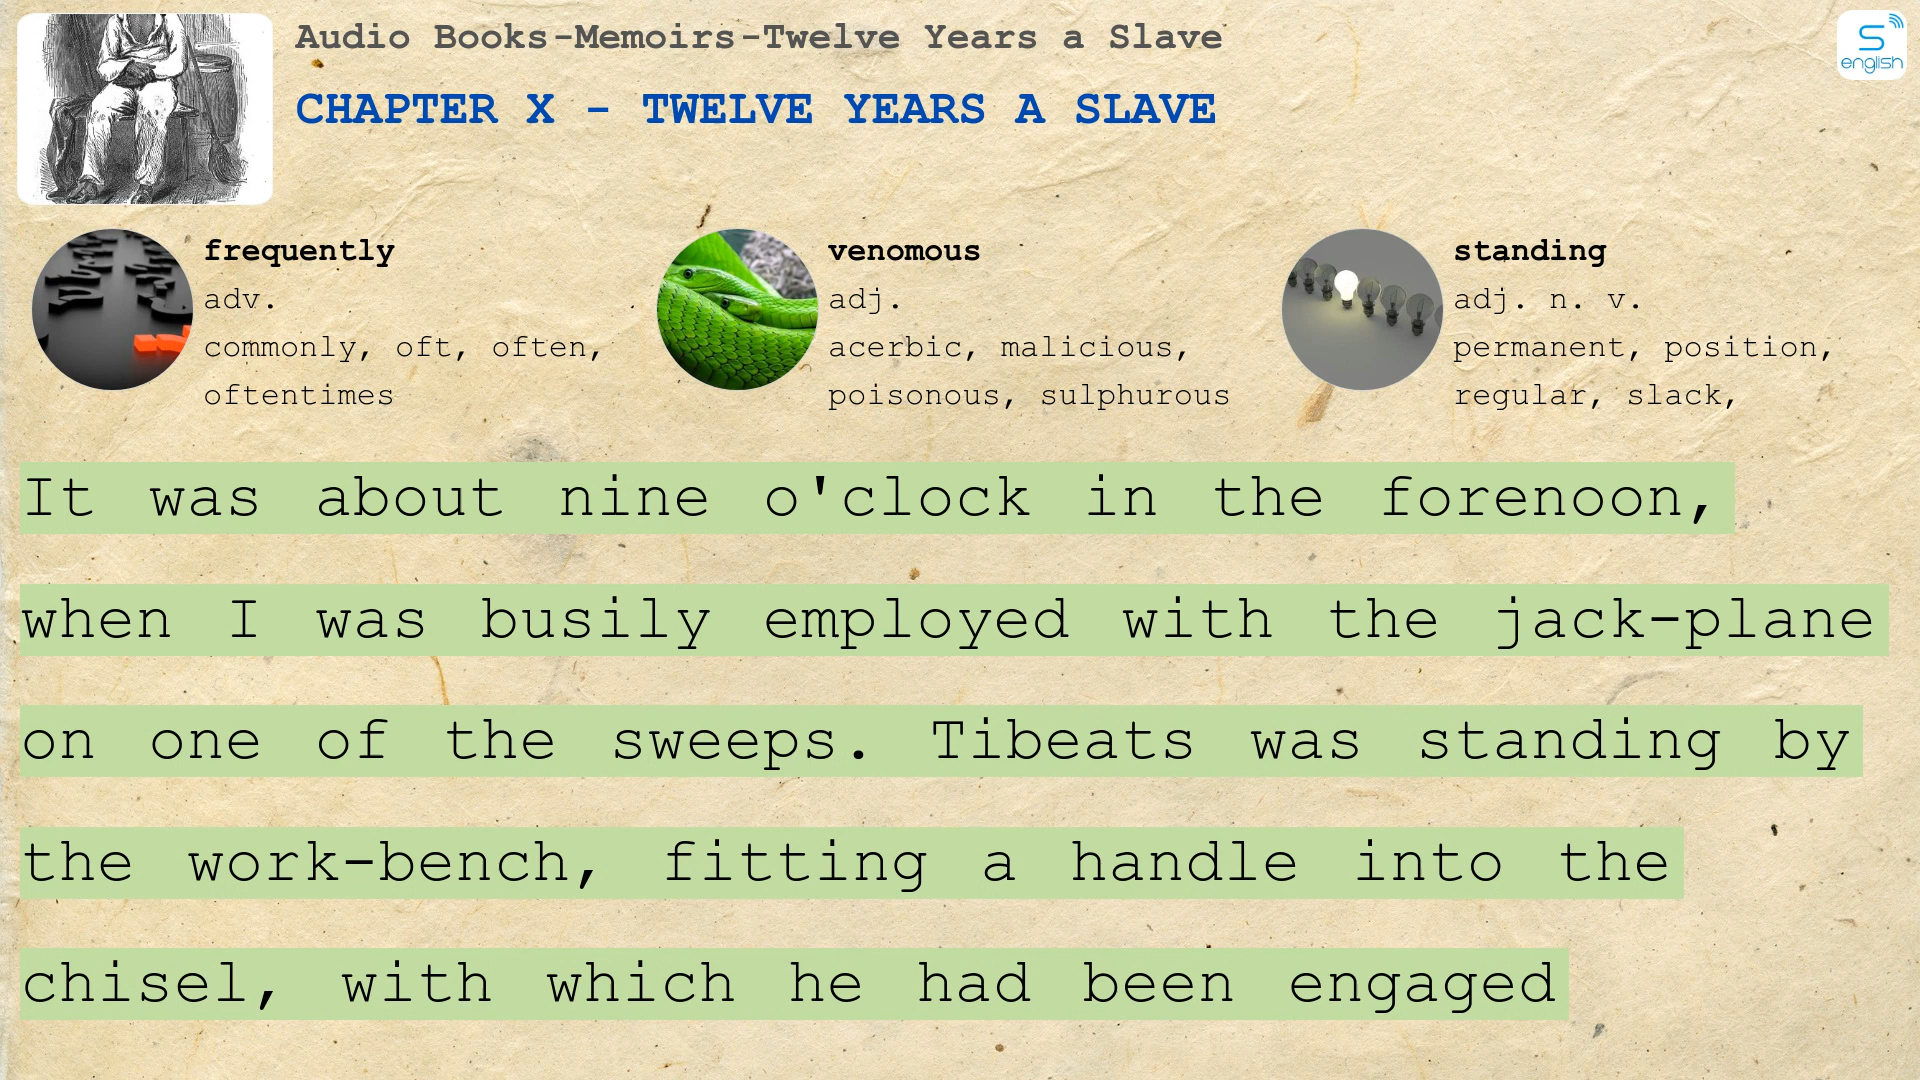 Audio Books-Memoirs-Twelve Years a Slave
CHAPTER X - TWELVE YEARS A SLAVE
S
english
frequently
adv.
commonly, oft, often,
oftentimes
venomous
adj.
acerbic, malicious,
poisonous, sulphurous
standing
adj. n. v.
permanent, position,
regular, slack,
It was about nine o'clock in the forenoon,
when I was busily employed with the jack-plane
on one of the sweeps. Tibeats was standing by
the work-bench, fitting a handle into the
chisel, with which he had been engaged